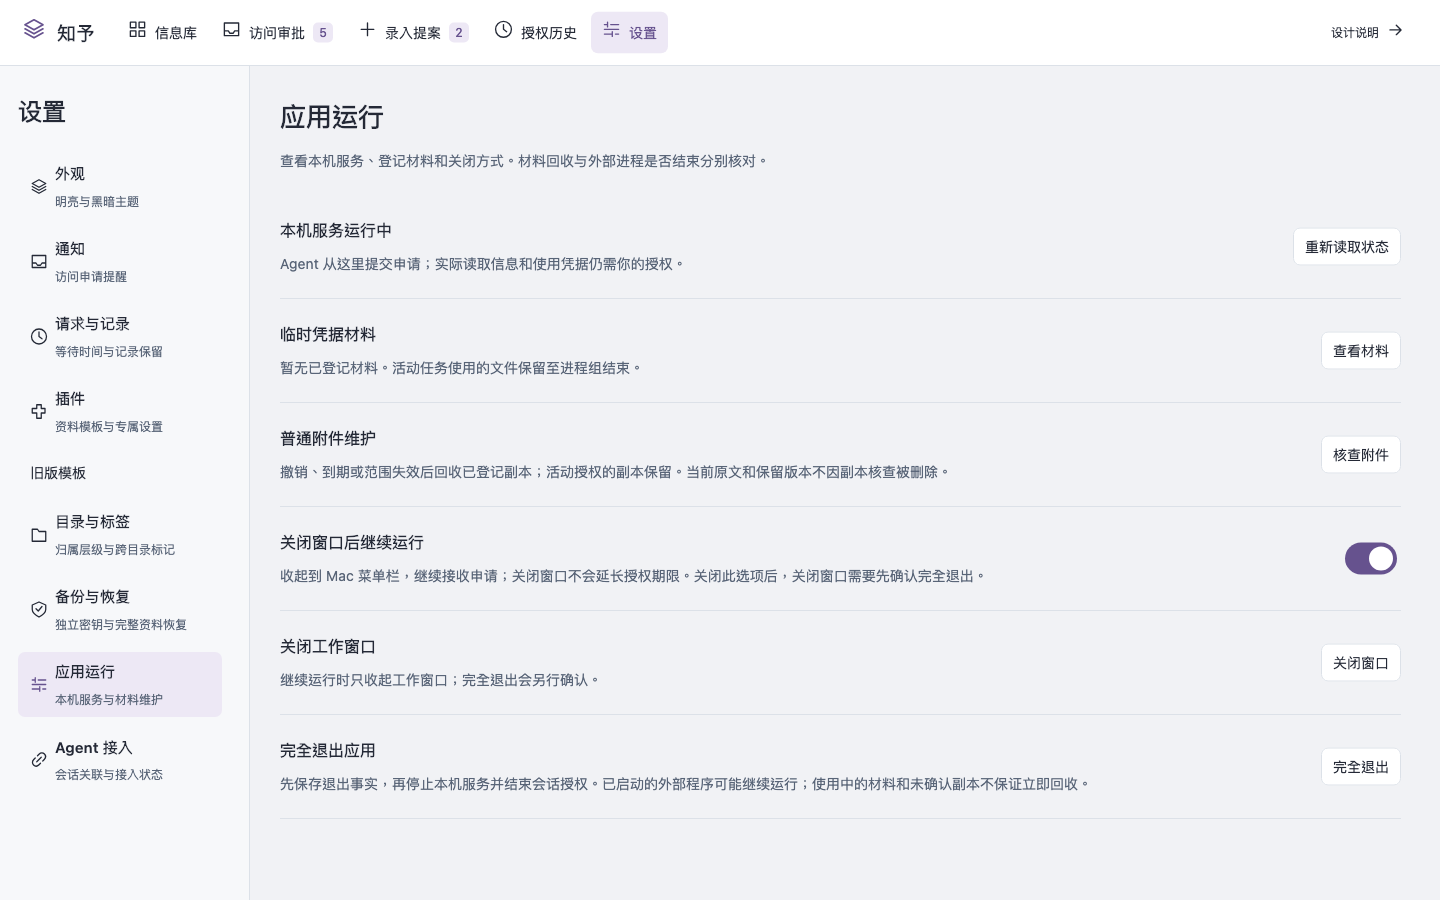 知予
信息库
访问审批 5
录入提案 2
授权历史
设置
设计说明
设置
外观
明亮与黑暗主题
通知
访问申请提醒
请求与记录
等待时间与记录保留
插件
资料模板与专属设置
旧版模板
目录与标签
归属层级与跨目录标记
备份与恢复
独立密钥与完整资料恢复
应用运行
本机服务与材料维护
Agent 接入
会话关联与接入状态
应用运行
查看本机服务、登记材料和关闭方式。材料回收与外部进程是否结束分别核对。
本机服务运行中
Agent 从这里提交申请；实际读取信息和使用凭据仍需你的授权。
重新读取状态
临时凭据材料
暂无已登记材料。活动任务使用的文件保留至进程组结束。
查看材料
普通附件维护
撤销、到期或范围失效后回收已登记副本；活动授权的副本保留。当前原文和保留版本不因副本核查被删除。
核查附件
关闭窗口后继续运行
收起到 Mac 菜单栏，继续接收申请；关闭窗口不会延长授权期限。关闭此选项后，关闭窗口需要先确认完全退出。
关闭工作窗口
继续运行时只收起工作窗口；完全退出会另行确认。
关闭窗口
完全退出应用
先保存退出事实，再停止本机服务并结束会话授权。已启动的外部程序可能继续运行；使用中的材料和未确认副本不保证立即回收。
完全退出